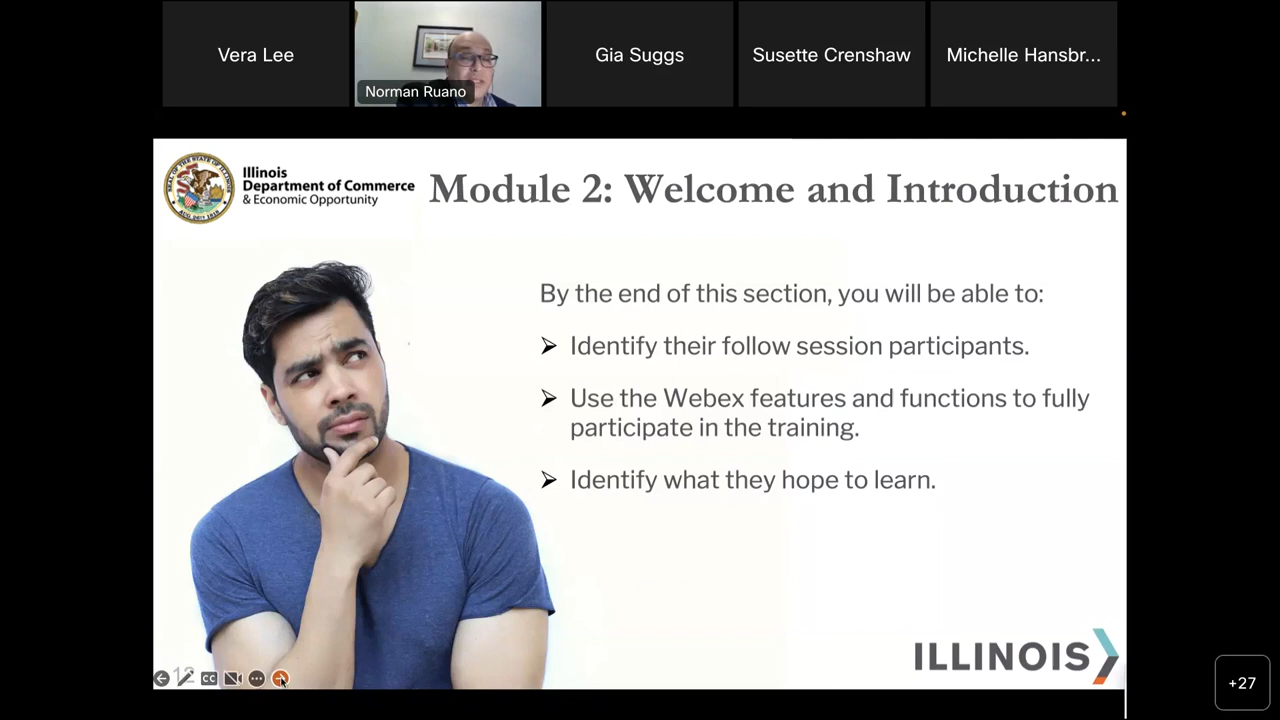 Vera Lee
Norman Ruano
Gia Suggs
Susette Crenshaw
Michelle Hansbr...
Illinois
Department of Commerce
& Economic Opportunity
Module 2: Welcome and Introduction
By the end of this section, you will be able to:
Identify their follow session participants.
Use the Webex features and functions to fully
participate in the training.
Identify what they hope to learn.
12
CC
ILLINOIS
+27